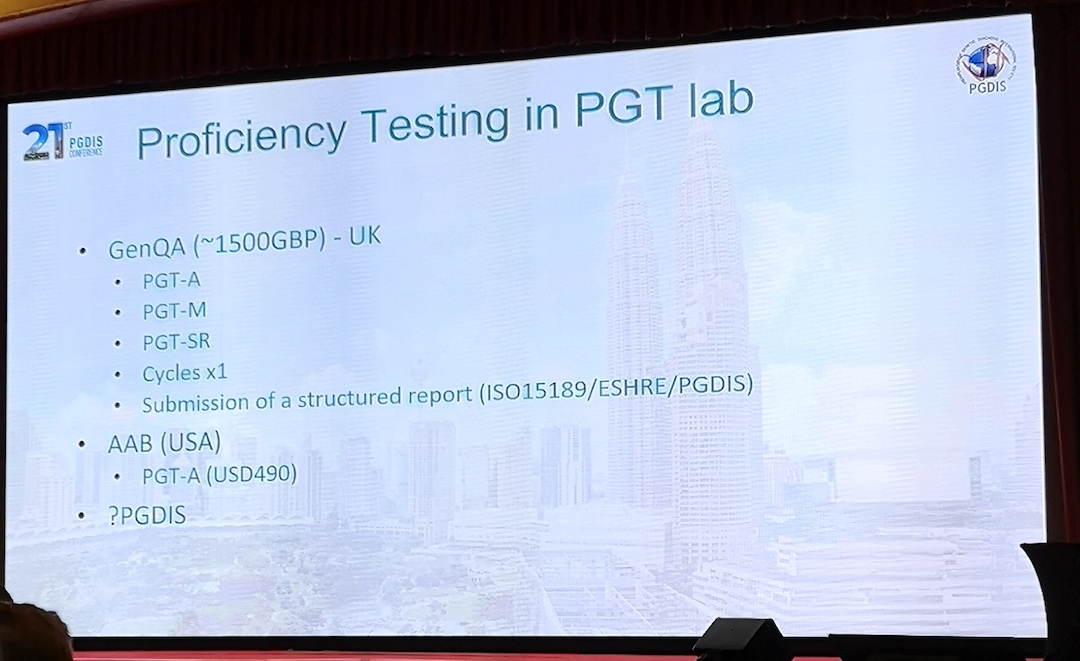 21ST PGDIS CONFERENCE
Proficiency Testing in PGT lab
PGDIS
• GenQA (~1500GBP) - UK
• PGT-A
• PGT-M
• PGT-SR
• Cycles x1
• Submission of a structured report (ISO15189/ESHRE/PGDIS)
• AAB (USA)
• PGT-A (USD490)
• ?PGDIS